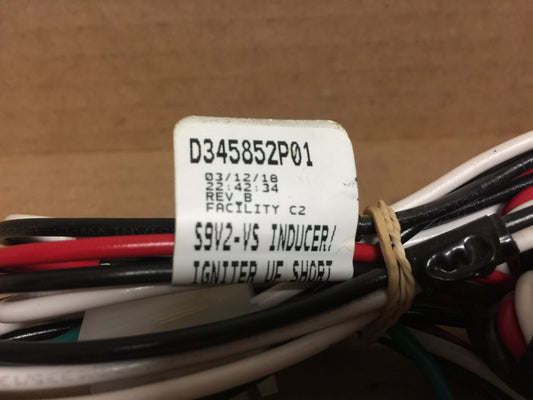 D345852P01
03/12/18
22:42:34
REV B
FACILITY C2
S9V2-VS INDUCER/
IGNITER VF SHORT